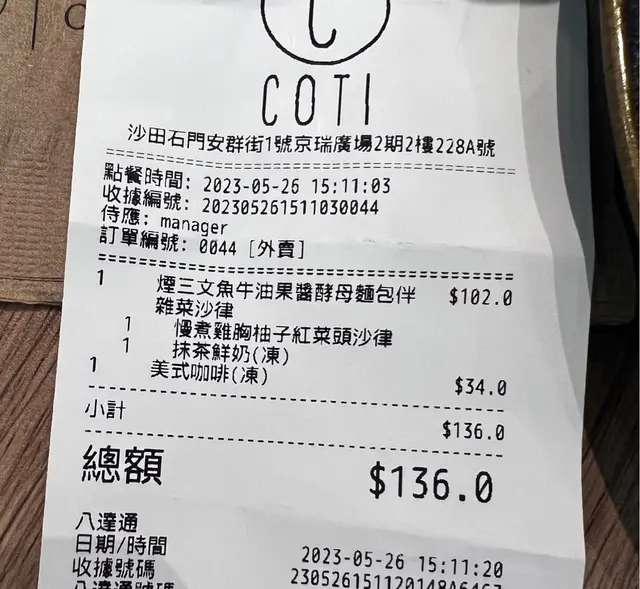 COTI
沙田石門安群街1號京瑞廣場2期2樓228A號
點餐時間: 2023-05-26 15:11:03
收據編號: 202305261511030044
侍應: manager
訂單編號: 0044 [外賣]
1 煙三文魚牛油果醬酵母麵包伴 $102.0
雜菜沙律
1 慢煮雞胸柚子紅菜頭沙律
1 抹茶鮮奶(凍)
1 美式咖啡(凍) $34.0
小計 $136.0
總額 $136.0
八達通
日期/時間 2023-05-26 15:11:20
收據號碼
八達通號碼